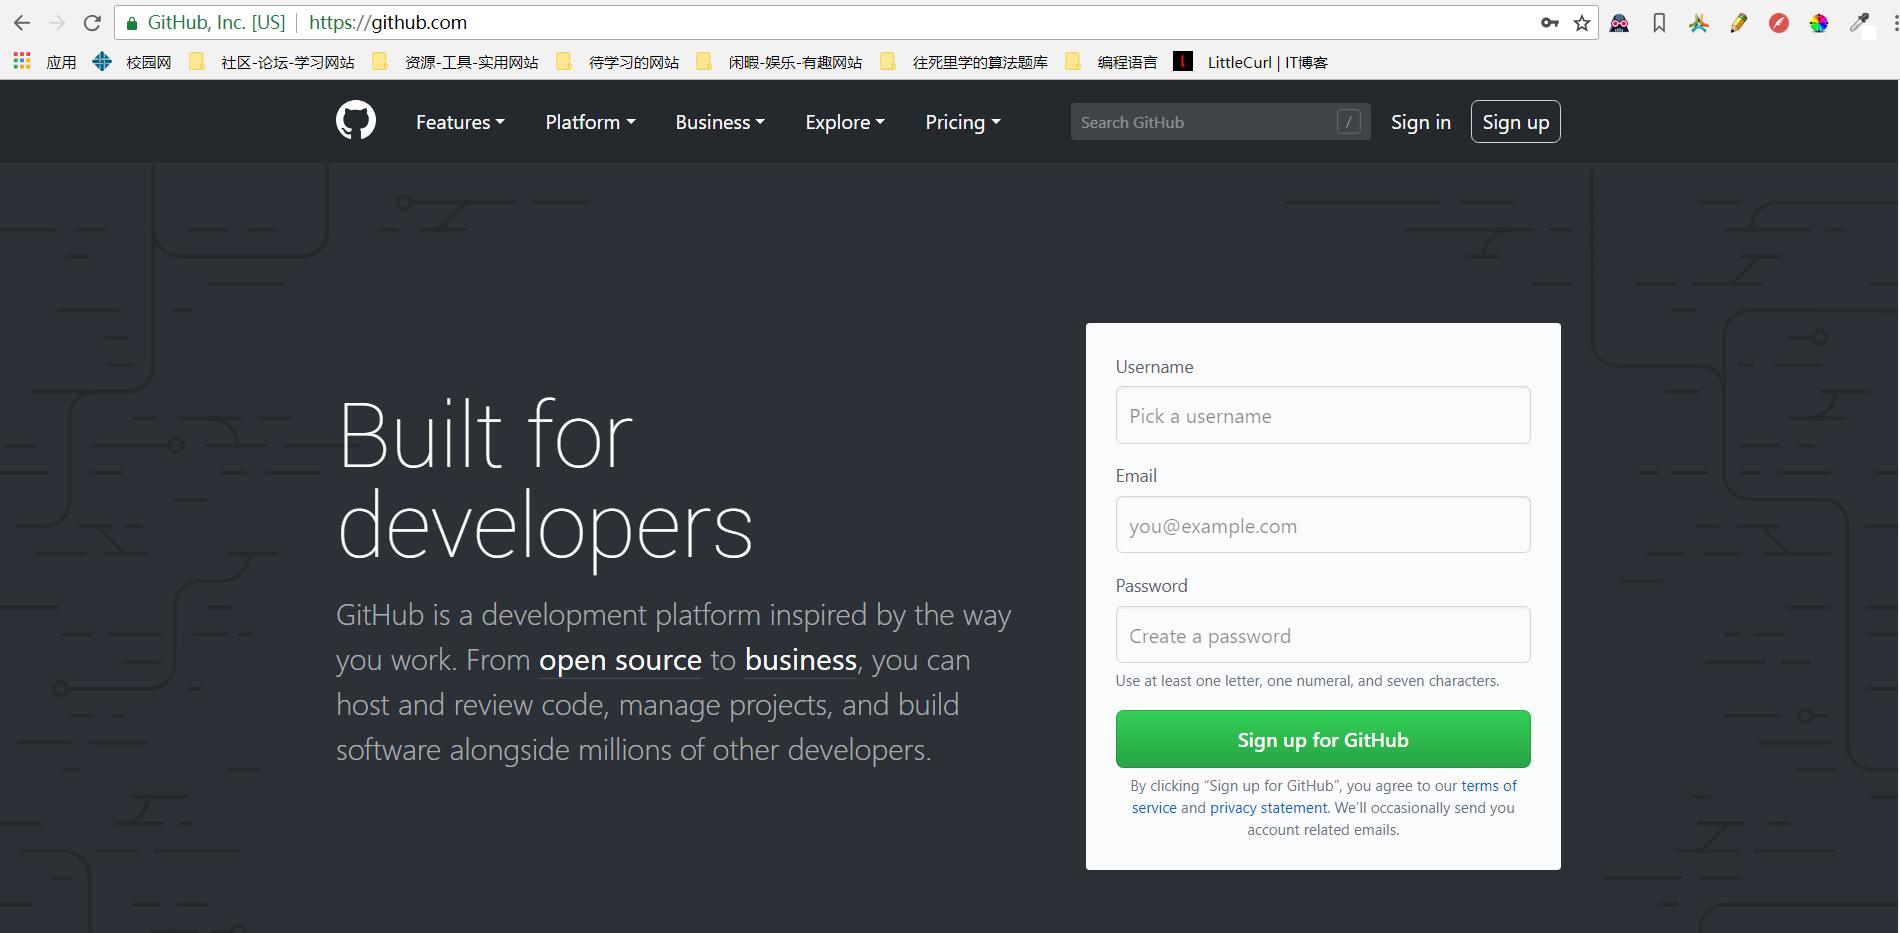 GitHub, Inc. [US] https://github.com
应用 校园网 社区-论坛-学习网站 资源-工具-实用网站 待学习的网站 闲暇-娱乐-有趣网站 往死里学的算法题库 编程语言 LittleCurl | IT博客
Features Platform Business Explore Pricing Search GitHub / Sign in Sign up
Built for
developers
GitHub is a development platform inspired by the way
you work. From open source to business, you can
host and review code, manage projects, and build
software alongside millions of other developers.
Username
Pick a username
Email
you@example.com
Password
Create a password
Use at least one letter, one numeral, and seven characters.
Sign up for GitHub
By clicking “Sign up for GitHub”, you agree to our terms of
service and privacy statement. We’ll occasionally send you
account related emails.